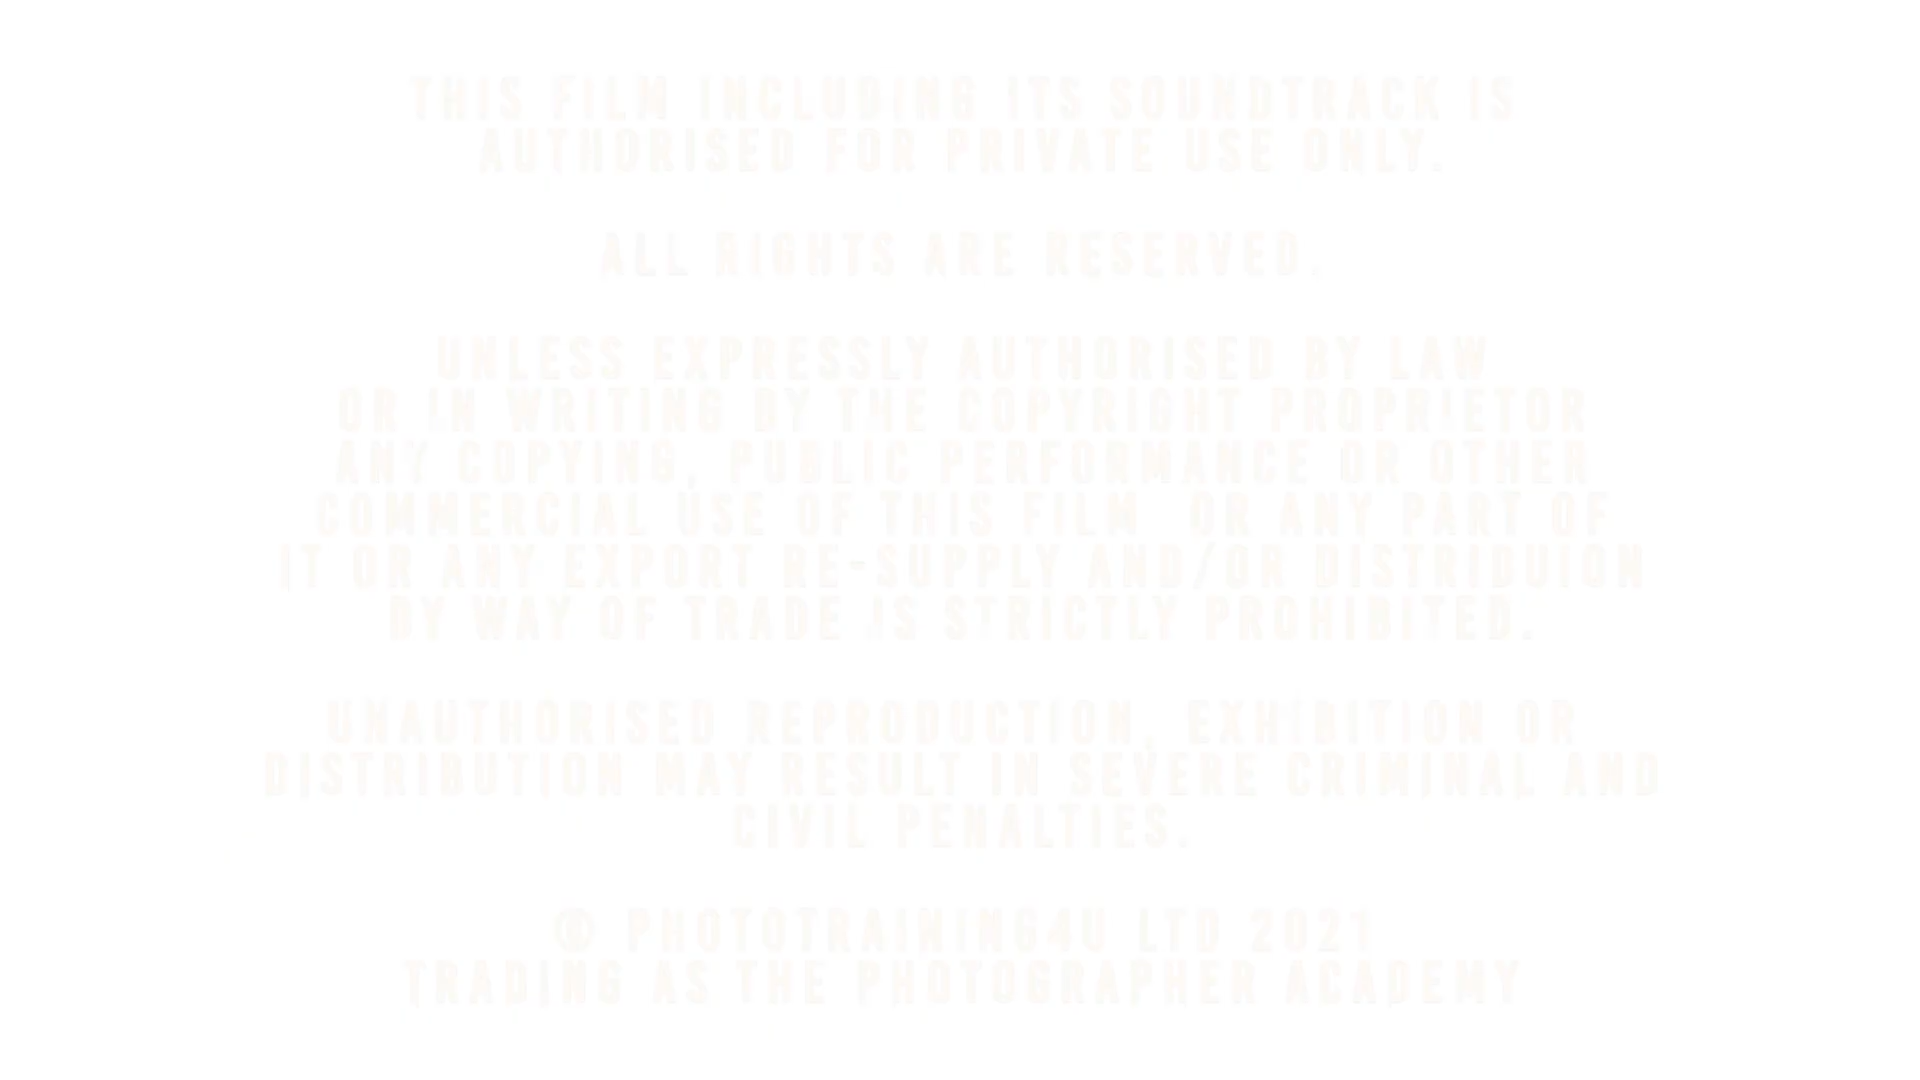 THIS FILM INCLUDING ITS SOUNDTRACK IS
AUTHORISED FOR PRIVATE USE ONLY.
ALL RIGHTS ARE RESERVED.
UNLESS EXPRESSLY AUTHORISED BY LAW
OR IN WRITING BY THE COPYRIGHT PROPRIETOR
ANY COPYING, PUBLIC PERFORMANCE OR OTHER
COMMERCIAL USE OF THIS FILM OR ANY PART OF
IT OR ANY EXPORT RE-SUPPLY AND/OR DISTRIBUION
BY WAY OF TRADE IS STRICTLY PROHIBITED.
UNAUTHORISED REPRODUCTION, EXHIBITION OR
DISTRIBUTION MAY RESULT IN SEVERE CRIMINAL AND
CIVIL PENALTIES.
© PHOTOTRAINING4U LTD 2021
TRADING AS THE PHOTOGRAPHER ACADEMY